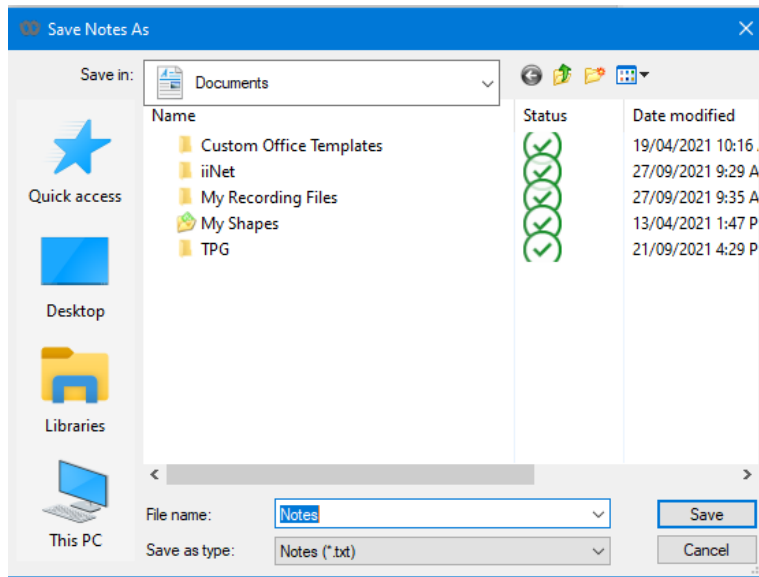 Save Notes As
Save in: Documents
Name Status Date modified
Custom Office Templates 19/04/2021 10:16
iiNet 27/09/2021 9:29 A
My Recording Files 27/09/2021 9:35 A
My Shapes 13/04/2021 1:47 P
TPG 21/09/2021 4:29 P
Quick access
Desktop
Libraries
This PC
File name: Notes Save
Save as type: Notes (*.txt) Cancel